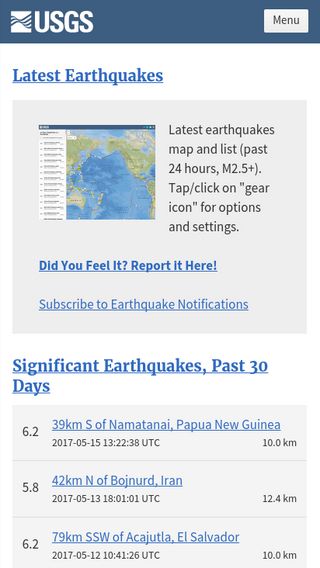 USGS
Menu
Latest Earthquakes
Latest earthquakes
map and list (past
24 hours, M2.5+).
Tap/click on "gear
icon" for options
and settings.
Did You Feel It? Report it Here!
Subscribe to Earthquake Notifications
Significant Earthquakes, Past 30
Days
6.2 39km S of Namatanai, Papua New Guinea
2017-05-15 13:22:38 UTC 10.0 km
5.8 42km N of Bojnurd, Iran
2017-05-13 18:01:01 UTC 12.4 km
6.2 79km SSW of Acajutla, El Salvador
2017-05-12 10:41:26 UTC 10.0 km